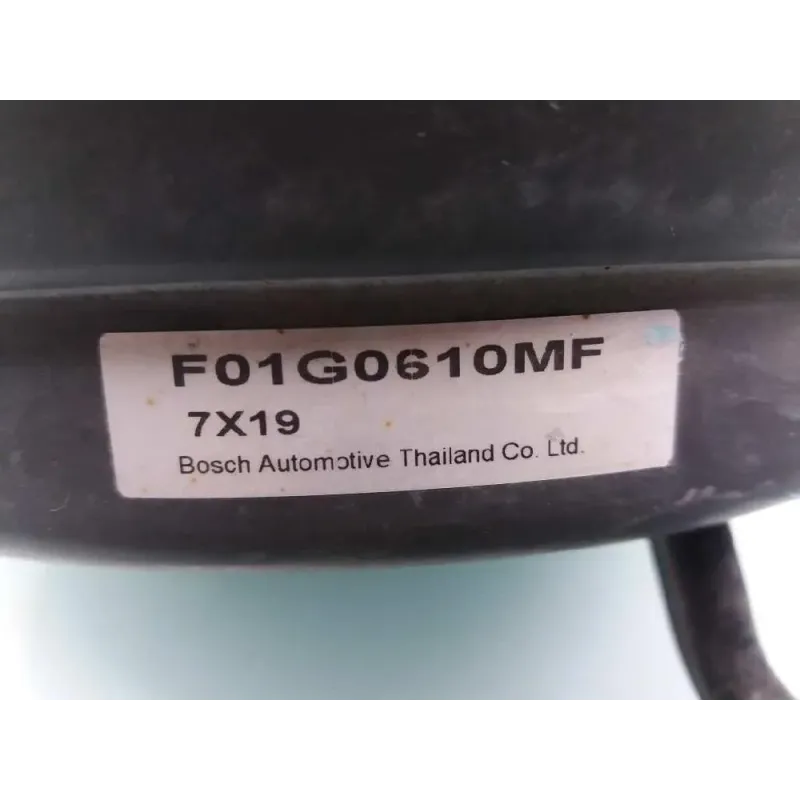 F01G0610MF
7X19
Bosch Automotive Thailand Co. Ltd.